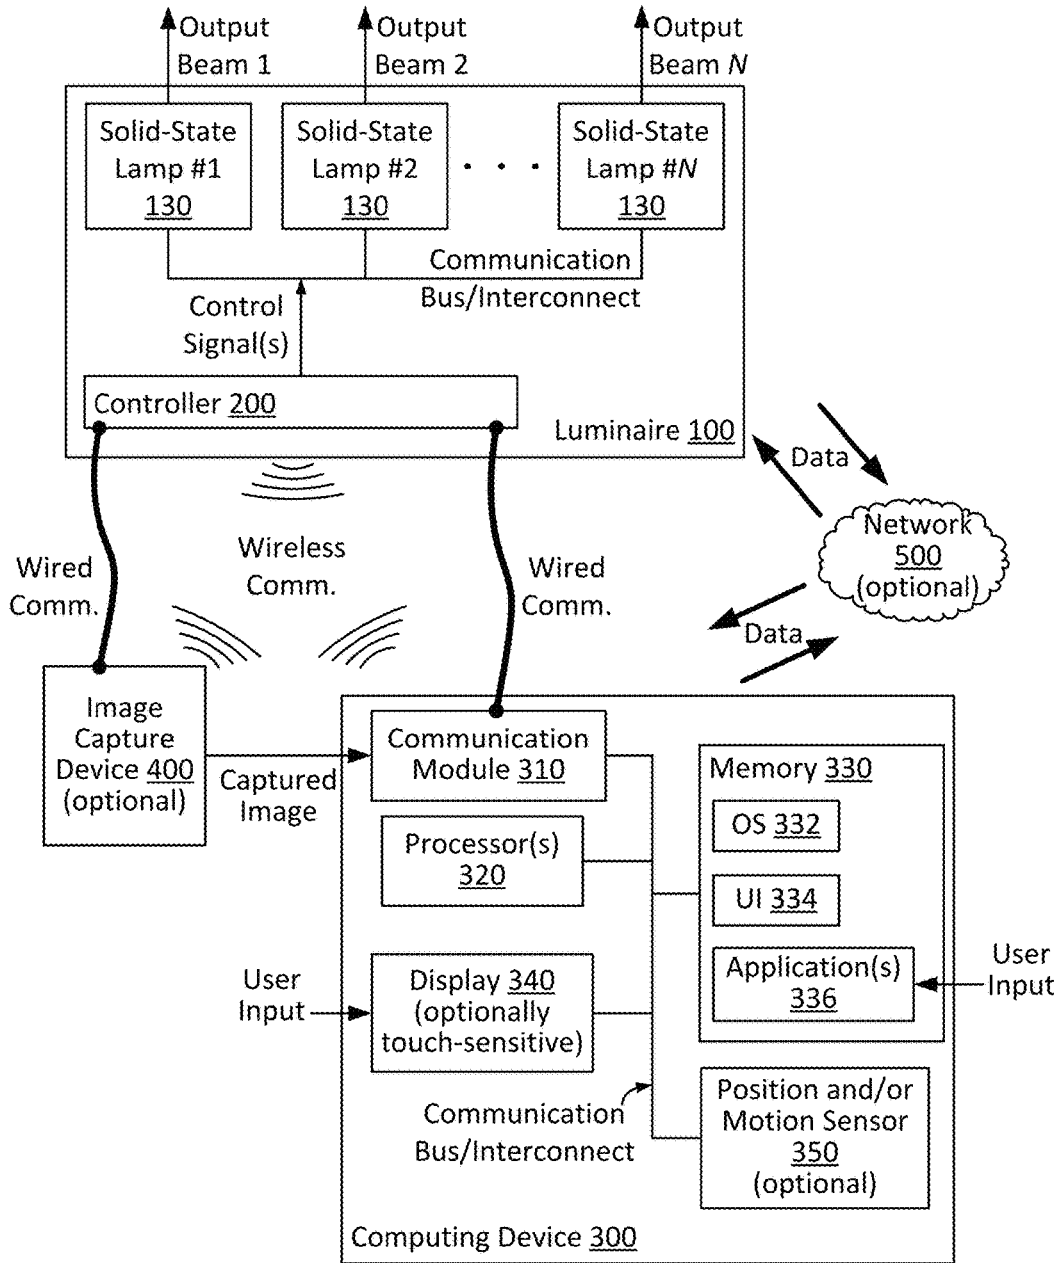 Output
Beam 1
Output
Beam 2
Output
Beam N
Solid-State
Lamp #1
130
Solid-State
Lamp #2
130
. . .
Solid-State
Lamp #N
130
Communication
Bus/Interconnect
Control
Signal(s)
Controller 200
Luminaire 100
Data
Network
500
(optional)
Wired
Comm.
Wireless
Comm.
Wired
Comm.
Data
Image
Capture
Device 400
(optional)
Captured
Image
Communication
Module 310
Processor(s)
320
Memory 330
OS 332
UI 334
Application(s)
336
User
Input
User
Input
Display 340
(optionally
touch-sensitive)
Communication
Bus/Interconnect
Position and/or
Motion Sensor
350
(optional)
Computing Device 300